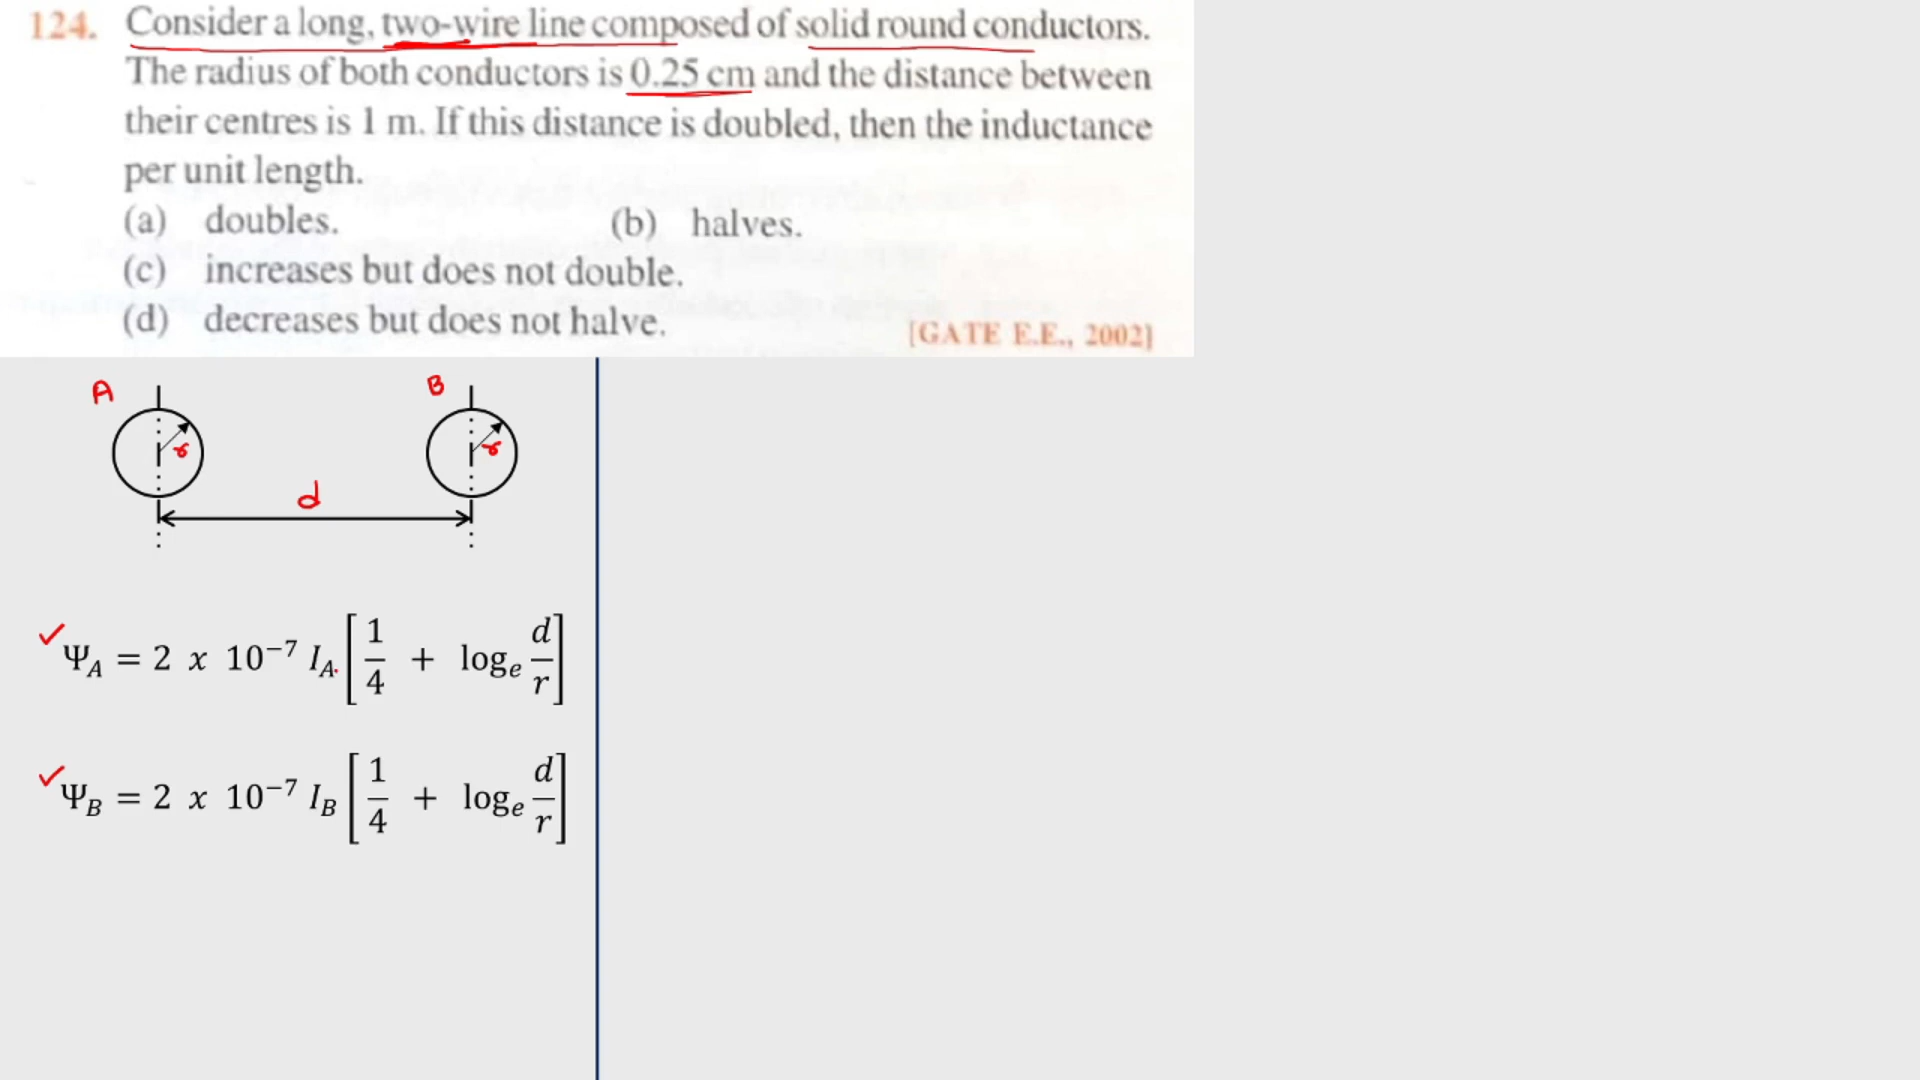 124. Consider a long, two-wire line composed of solid round conductors.
The radius of both conductors is 0.25 cm and the distance between
their centres is 1 m. If this distance is doubled, then the inductance
per unit length.
(a) doubles. (b) halves.
(c) increases but does not double.
(d) decreases but does not halve.
[GATE E.E., 2002]
A B
r r
d
Ψ_A = 2 x 10⁻⁷ I_A [1/4 + logₑ d/r]
Ψ_B = 2 x 10⁻⁷ I_B [1/4 + logₑ d/r]